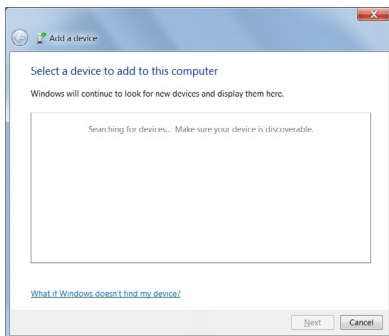 Add a device
Select a device to add to this computer
Windows will continue to look for new devices and display them here.
Searching for devices... Make sure your device is discoverable.
What if Windows doesn't find my device?
Next Cancel